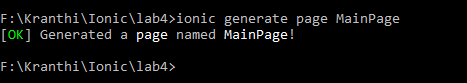 F:\Kranthi\Ionic\lab4>ionic generate page MainPage
[OK] Generated a page named MainPage!
F:\Kranthi\Ionic\lab4>